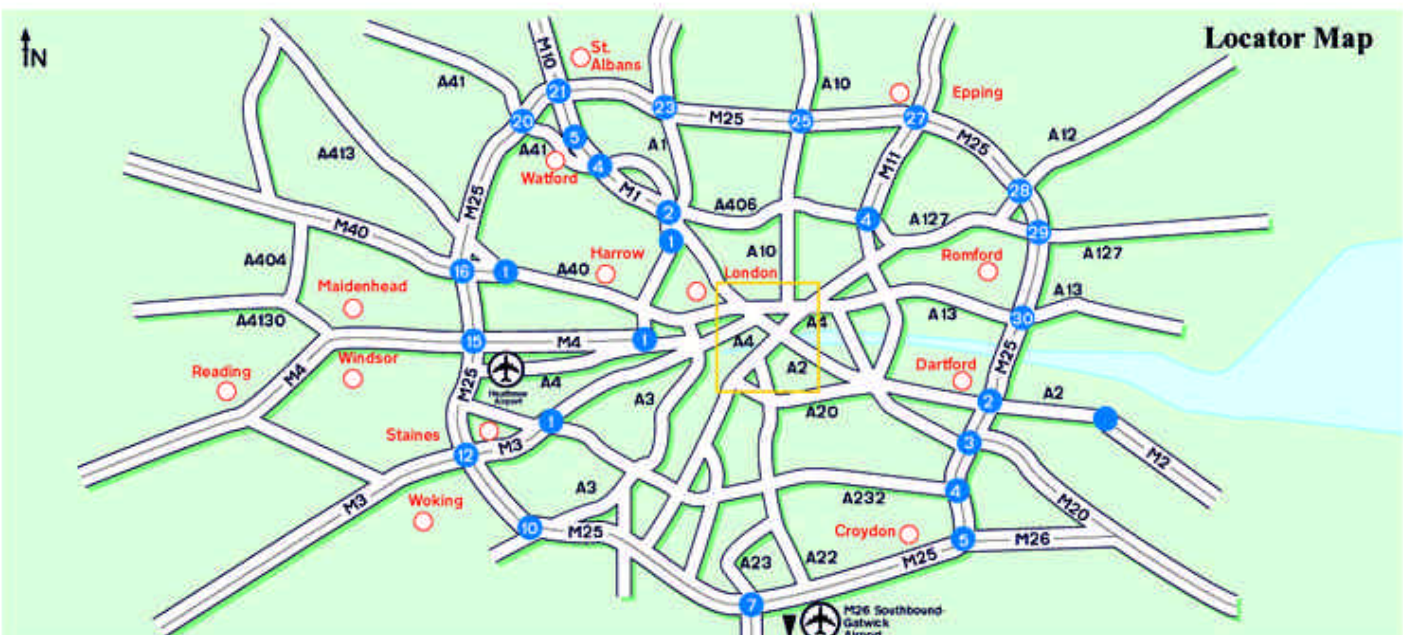 Locator Map
N
M10
St.
Albans
A41
A10
Epping
21
20
23
M25
25
27
M25
A12
5
A41
A1
A413
Watford
4
M11
28
M1
M25
2
A406
4
A127
29
M40
1
Harrow
A10
A127
A404
16
1
A40
London
Romford
Maidenhead
A13
A4130
A4
A13
30
15
M4
1
A4
M25
Reading
M4
Windsor
M25
Heathrow
Airport
A4
A2
Dartford
A3
2
A2
A20
Staines
1
12
M3
3
M2
M3
A3
4
A232
M20
Woking
10
M25
Croydon
5
M26
A23
A22
M25
7
M26 Southbound
Gatwick
Airport